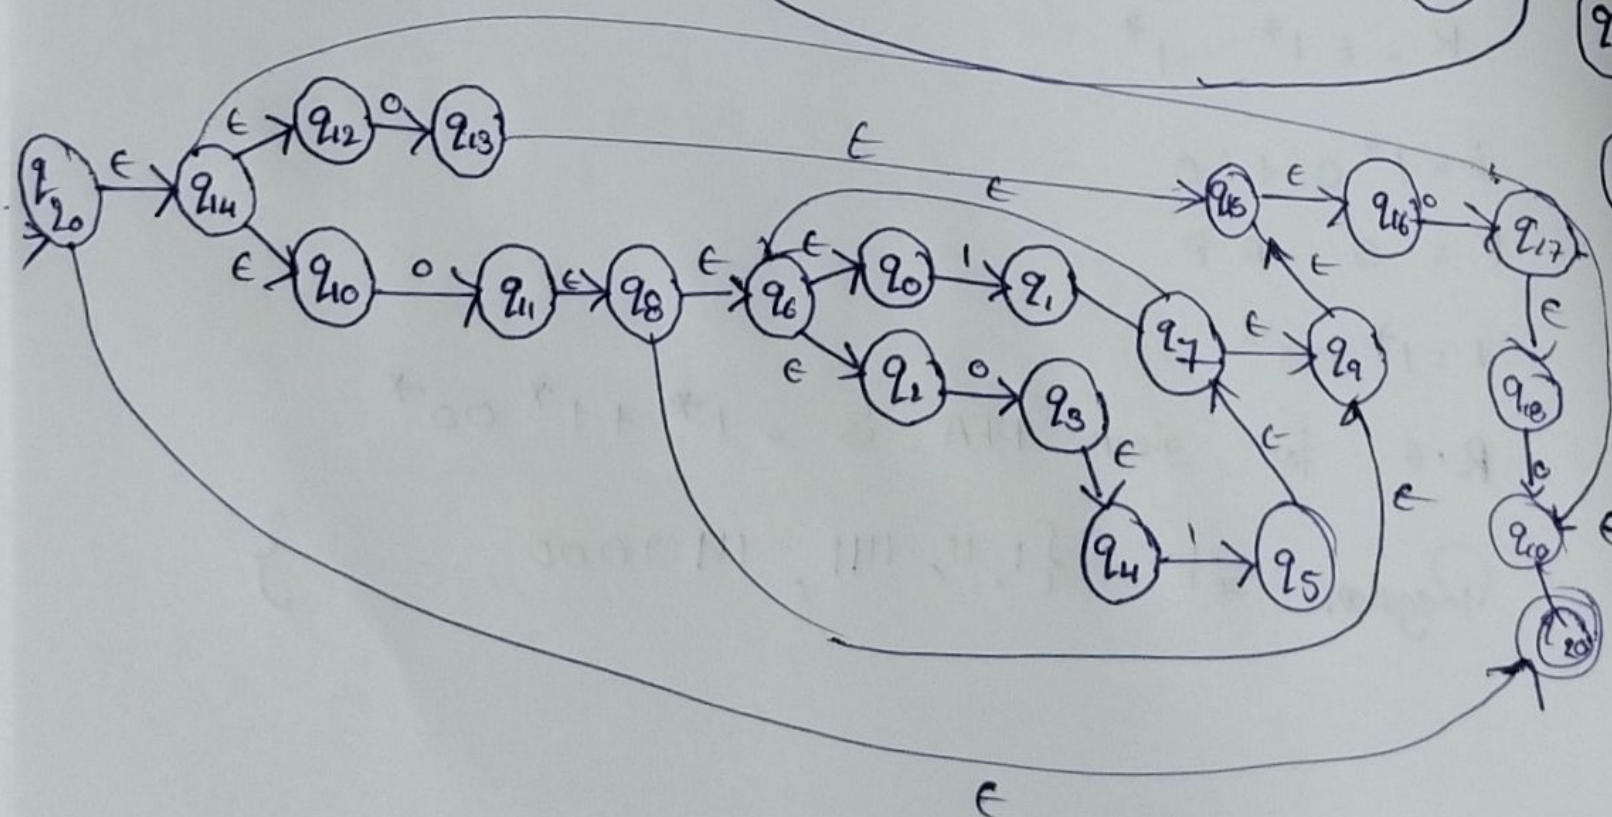 q
ε q12 0 q13 ε
q20 ε q14 ε q15 ε q16 0 q17
ε q10 0 q11 ε q8 ε q6 ε q0 1 q1 q7 ε q9 ε ε
ε q2 0 q3 ε ε q18
q4 1 q5 ε 0
q19 ε
20
ε